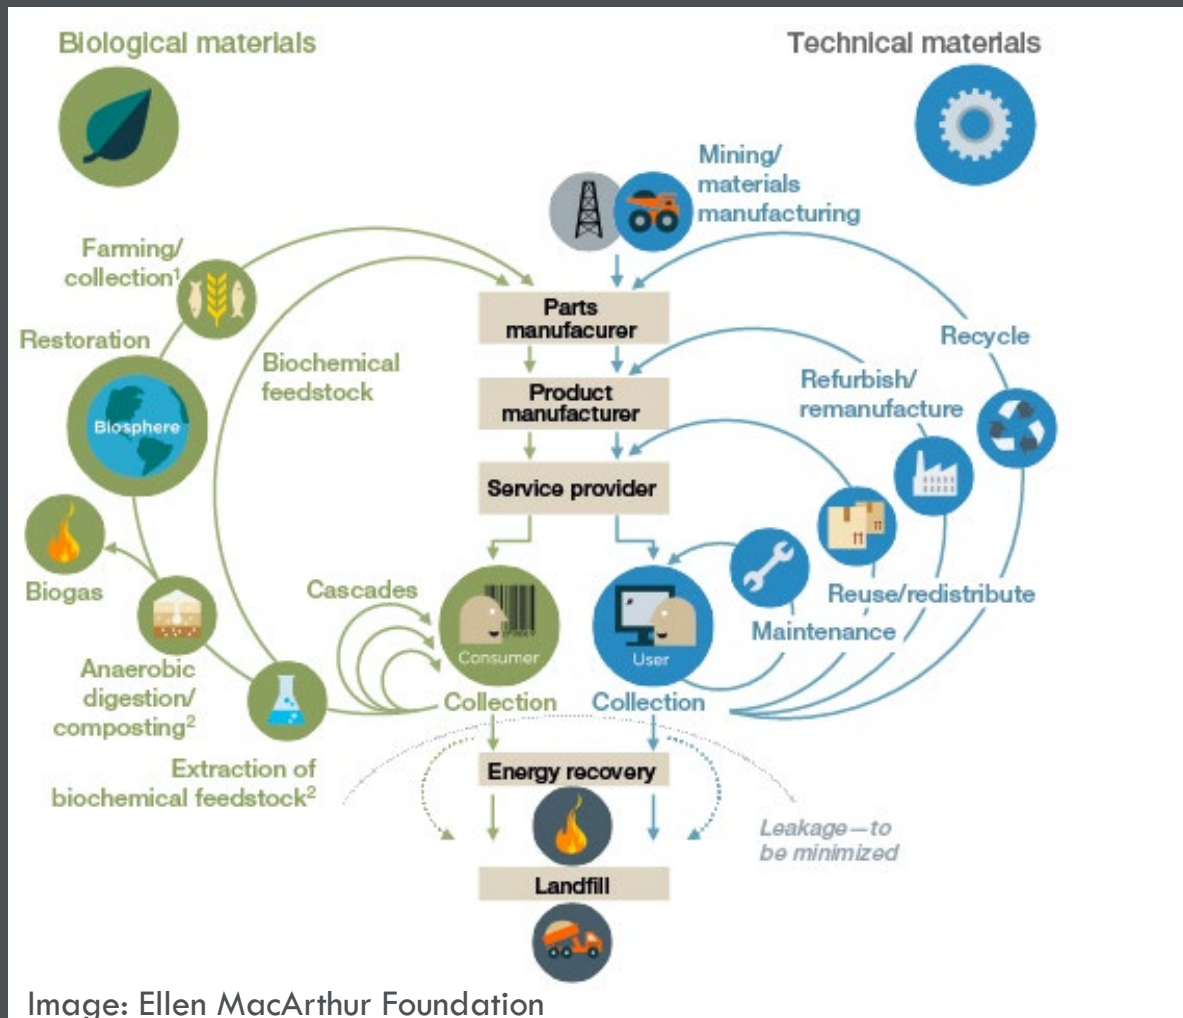 Biological materials
Technical materials
Mining/
materials
manufacturing
Farming/
collection¹
Restoration
Biosphere
Biochemical
feedstock
Parts
manufacurer
Recycle
Refurbish/
remanufacture
Product
manufacturer
Service provider
Biogas
Cascades
Consumer
User
Reuse/redistribute
Maintenance
Anaerobic
digestion/
composting²
Collection
Collection
Extraction of
biochemical feedstock²
Energy recovery
Leakage—to
be minimized
Landfill
Image: Ellen MacArthur Foundation